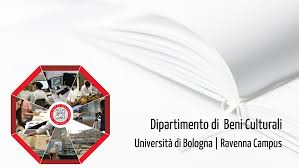 Dipartimento di Beni Culturali
Università di Bologna | Ravenna Campus